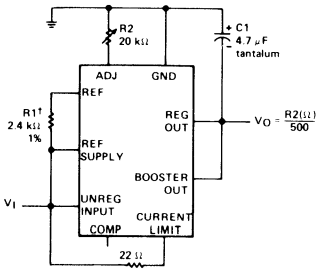 R2
20 kΩ
+ C1
4.7 μF
− tantalum
ADJ
GND
REF
R1†
2.4 kΩ
1%
REF
SUPPLY
REG
OUT
VO = R2(Ω)
500
BOOSTER
OUT
VI
UNREG
INPUT
CURRENT
LIMIT
COMP
22 Ω